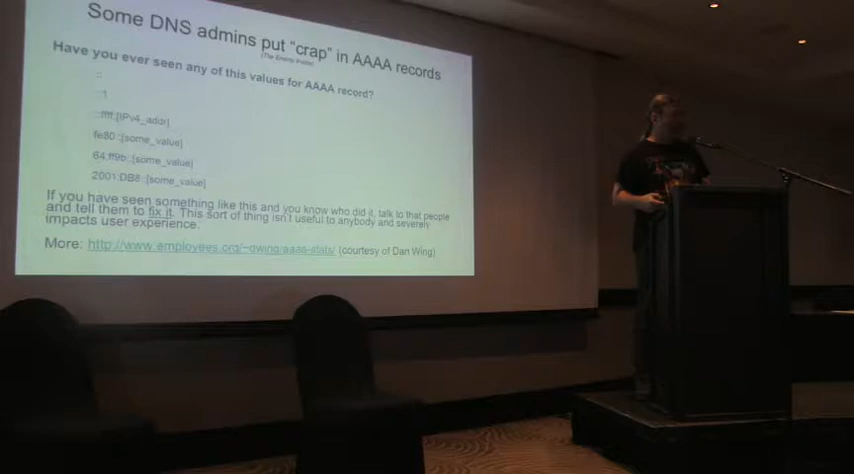 Some DNS admins put "crap" in AAAA records
(The Enemy Inside)
Have you ever seen any of this values for AAAA record?
::
::1
::ffff:[IPv4_addr]
fe80::[some_value]
64:ff9b::[some_value]
2001:DB8::[some_value]
If you have seen something like this and you know who did it, talk to that people
and tell them to fix it. This sort of thing isn't useful to anybody and severely
impacts user experience.
More: http://www.employees.org/~dwing/aaaa-stats/ (courtesy of Dan Wing)